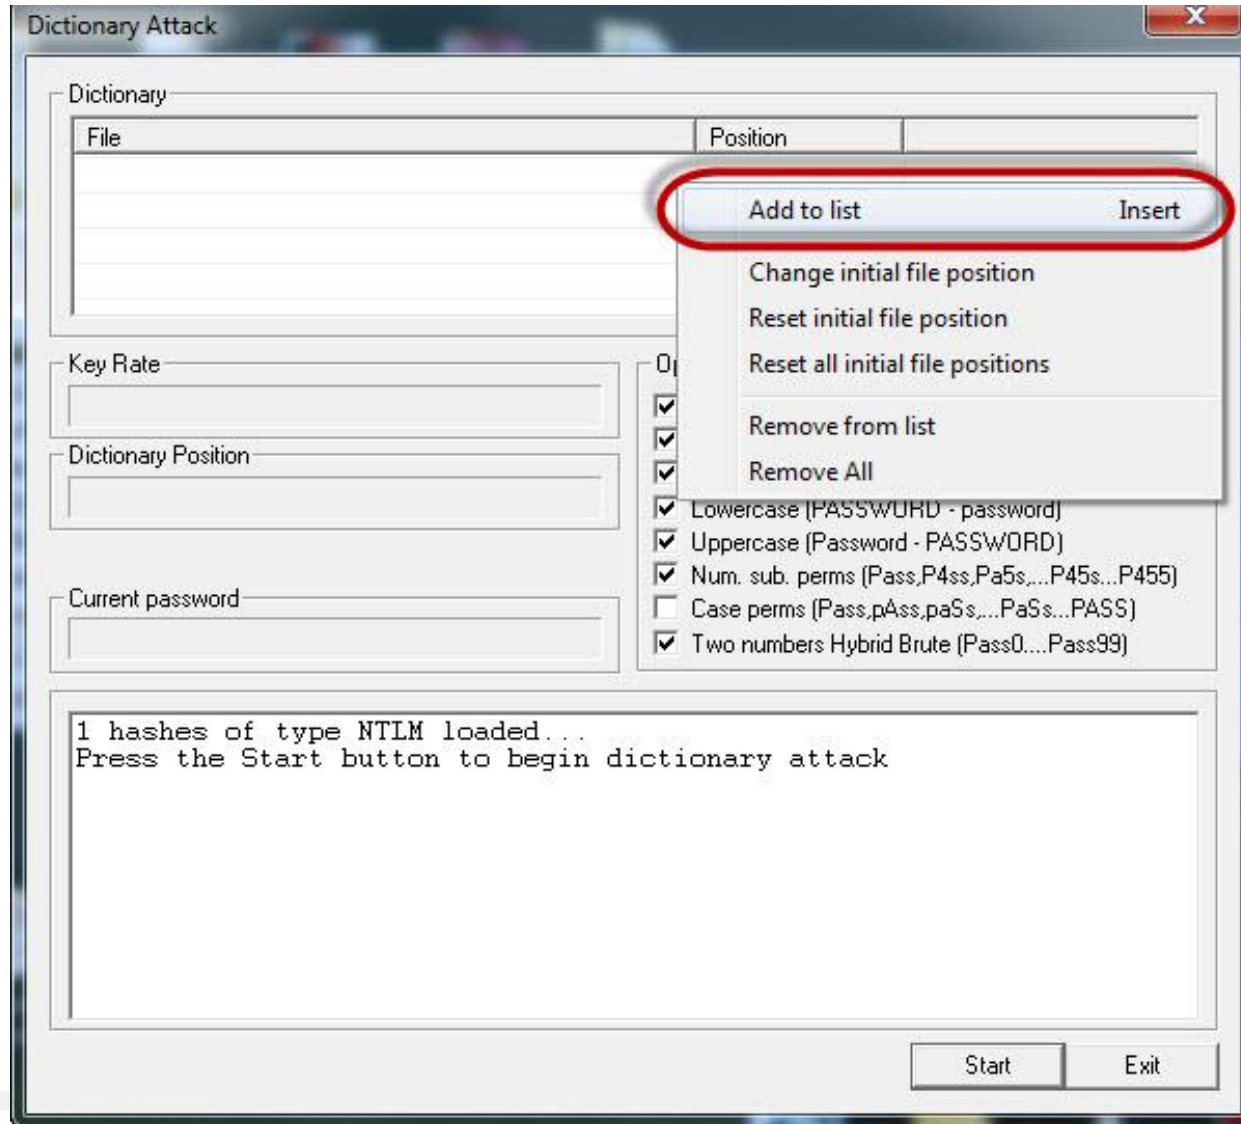 Dictionary Attack
X
Dictionary
File Position
Add to list Insert
Change initial file position
Reset initial file position
Reset all initial file positions
Remove from list
Remove All
Key Rate
Dictionary Position
Lowercase (PASSWORD - password)
Uppercase (Password - PASSWORD)
Num. sub. perms (Pass,P4ss,Pa5s,...P45s...P455)
Case perms (Pass,pAss,paSs,...PaSs...PASS)
Two numbers Hybrid Brute (Pass0....Pass99)
Current password
1 hashes of type NTLM loaded...
Press the Start button to begin dictionary attack
Start Exit